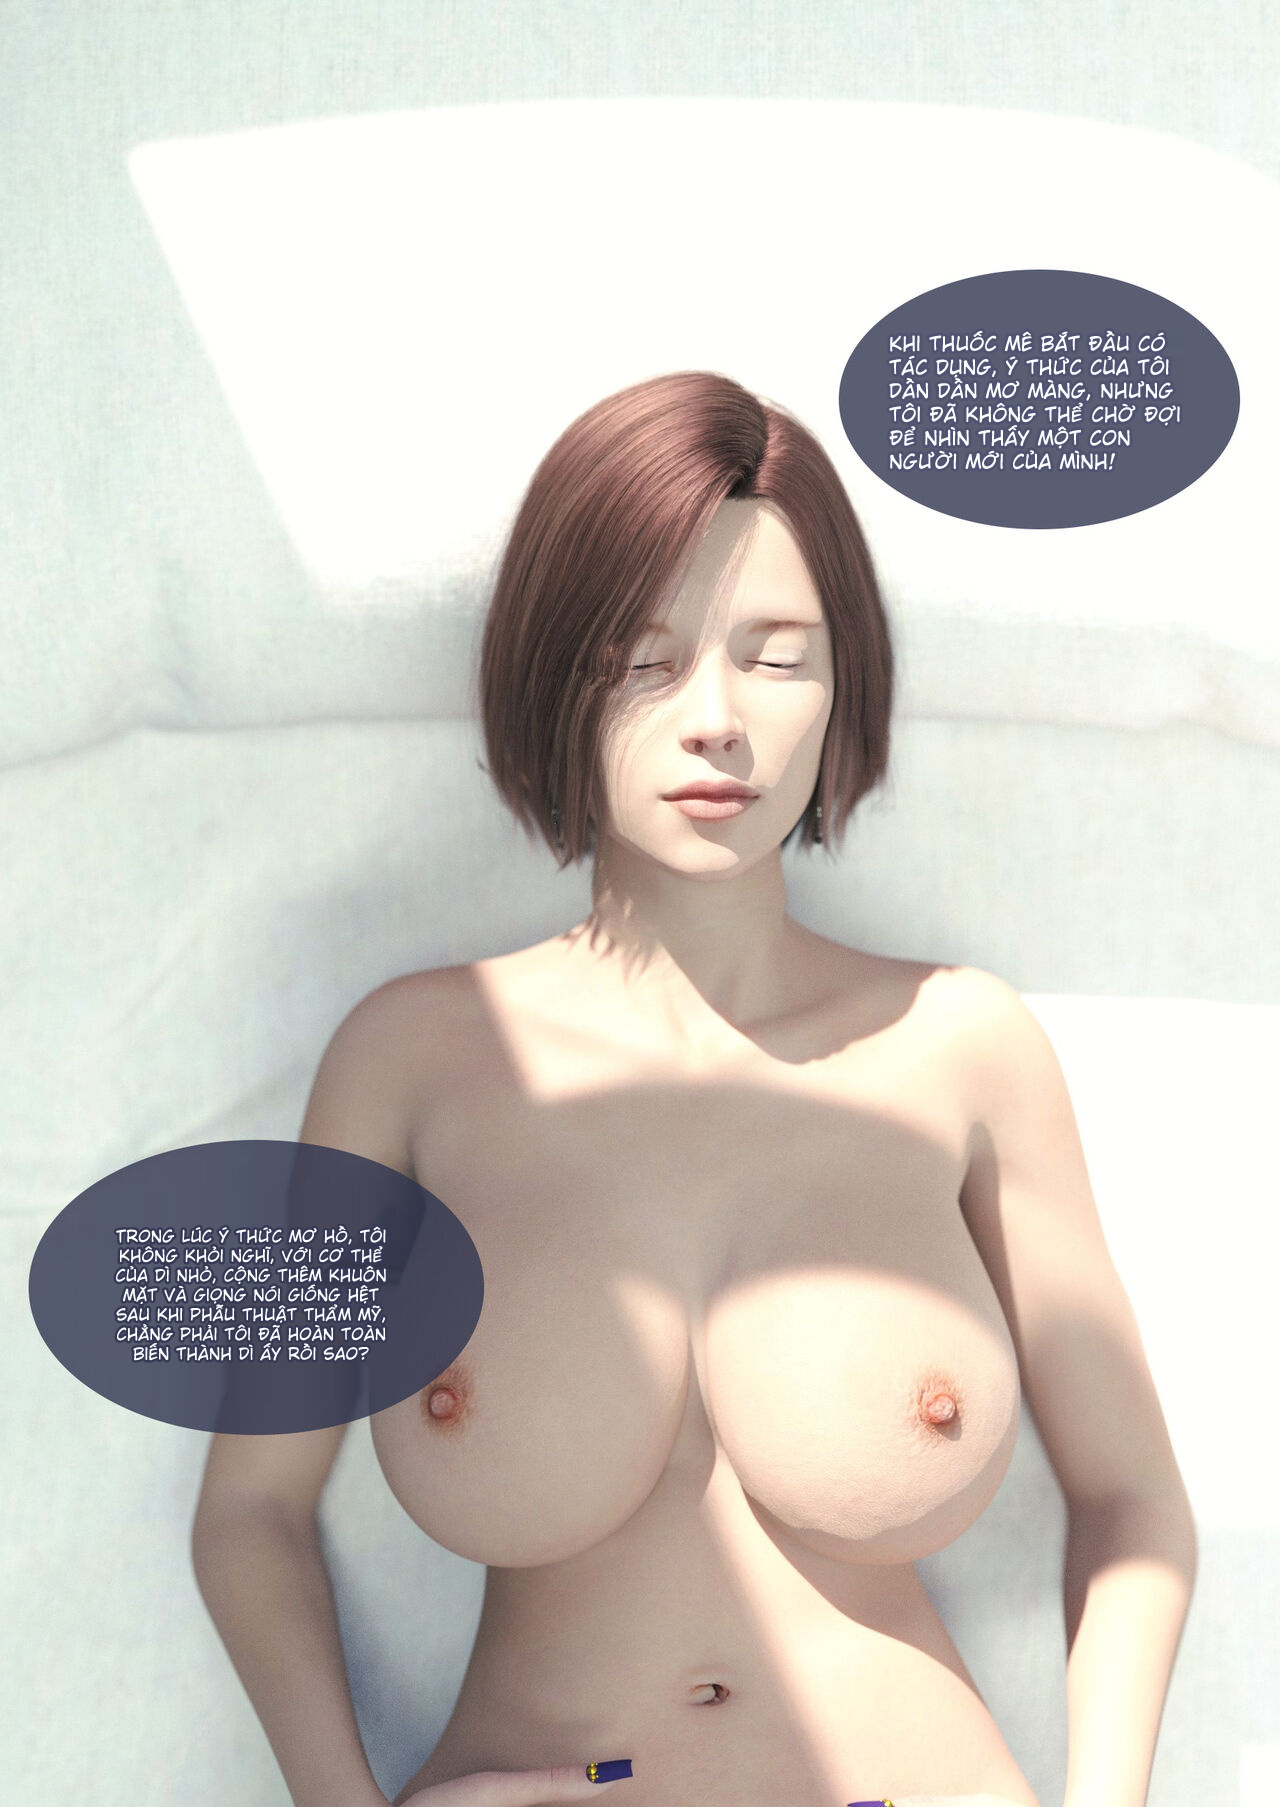 KHI THUỐC MÊ BẮT ĐẦU CÓ
TÁC DỤNG, Ý THỨC CỦA TÔI
DẦN DẦN MƠ MÀNG, NHƯNG
TÔI ĐÃ KHÔNG THỂ CHỜ ĐỢI
ĐỂ NHÌN THẤY MỘT CON
NGƯỜI MỚI CỦA MÌNH!
TRONG LÚC Ý THỨC MƠ HỒ, TÔI
KHÔNG KHỎI NGHĨ, VỚI CƠ THỂ
CỦA DÌ NHỎ, CỘNG THÊM KHUÔN
MẶT VÀ GIỌNG NÓI GIỐNG HỆT
SAU KHI PHẪU THUẬT THẨM MỸ,
CHẲNG PHẢI TÔI ĐÃ HOÀN TOÀN
BIẾN THÀNH DÌ ẤY RỒI SAO?